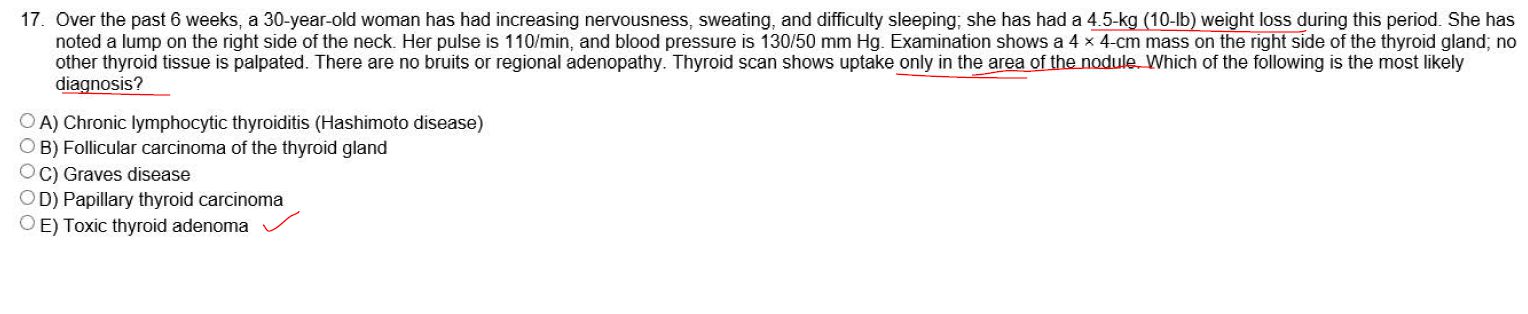 17. Over the past 6 weeks, a 30-year-old woman has had increasing nervousness, sweating, and difficulty sleeping; she has had a 4.5-kg (10-lb) weight loss during this period. She has
noted a lump on the right side of the neck. Her pulse is 110/min, and blood pressure is 130/50 mm Hg. Examination shows a 4 × 4-cm mass on the right side of the thyroid gland; no
other thyroid tissue is palpated. There are no bruits or regional adenopathy. Thyroid scan shows uptake only in the area of the nodule. Which of the following is the most likely
diagnosis?
A) Chronic lymphocytic thyroiditis (Hashimoto disease)
B) Follicular carcinoma of the thyroid gland
C) Graves disease
D) Papillary thyroid carcinoma
E) Toxic thyroid adenoma